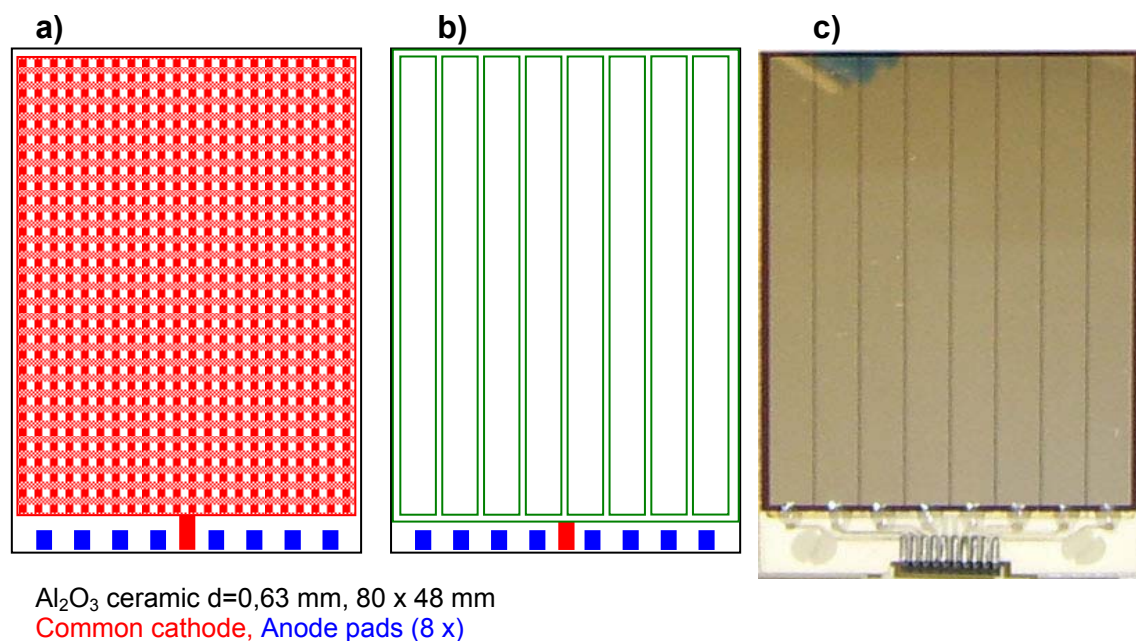 a)
b)
c)
Al₂O₃ ceramic d=0,63 mm, 80 x 48 mm
Common cathode, Anode pads (8 x)